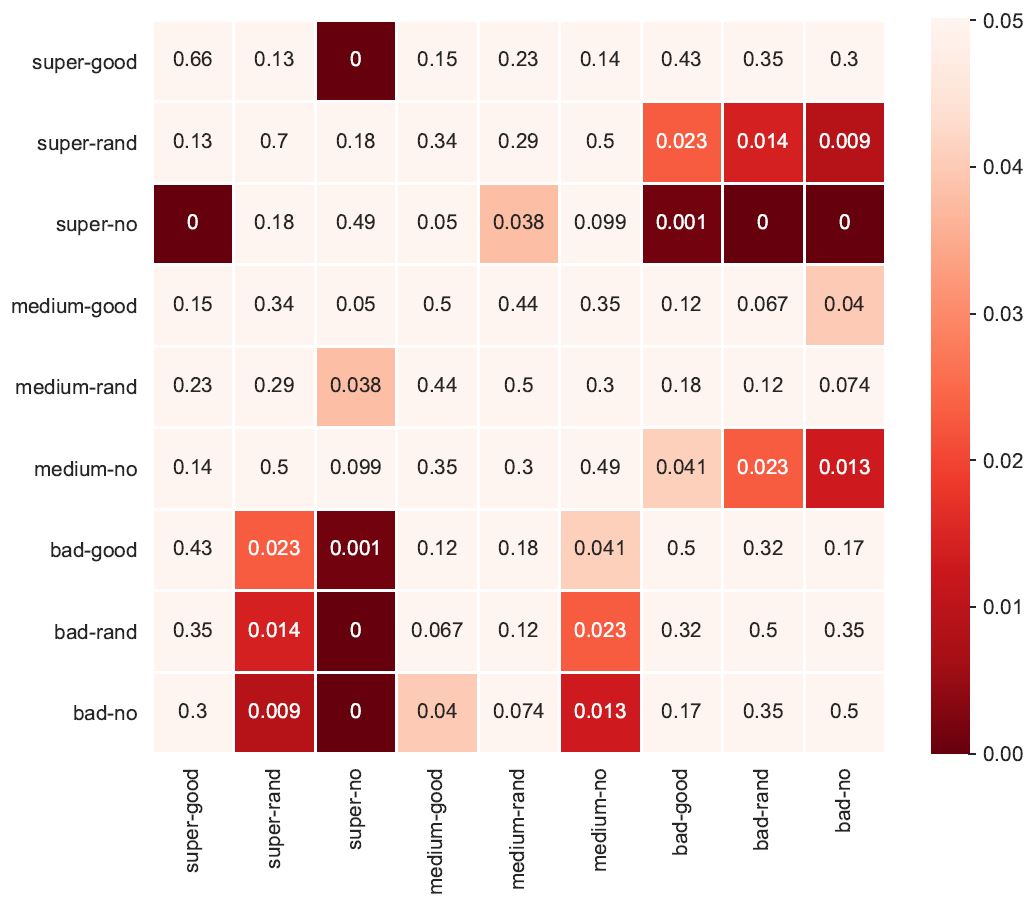 super-good 0.66 0.13 0 0.15 0.23 0.14 0.43 0.35 0.3
super-rand 0.13 0.7 0.18 0.34 0.29 0.5 0.023 0.014 0.009
super-no 0 0.18 0.49 0.05 0.038 0.099 0.001 0 0
medium-good 0.15 0.34 0.05 0.5 0.44 0.35 0.12 0.067 0.04
medium-rand 0.23 0.29 0.038 0.44 0.5 0.3 0.18 0.12 0.074
medium-no 0.14 0.5 0.099 0.35 0.3 0.49 0.041 0.023 0.013
bad-good 0.43 0.023 0.001 0.12 0.18 0.041 0.5 0.32 0.17
bad-rand 0.35 0.014 0 0.067 0.12 0.023 0.32 0.5 0.35
bad-no 0.3 0.009 0 0.04 0.074 0.013 0.17 0.35 0.5
super-good super-rand super-no medium-good medium-rand medium-no bad-good bad-rand bad-no
0.05
0.04
0.03
0.02
0.01
0.00